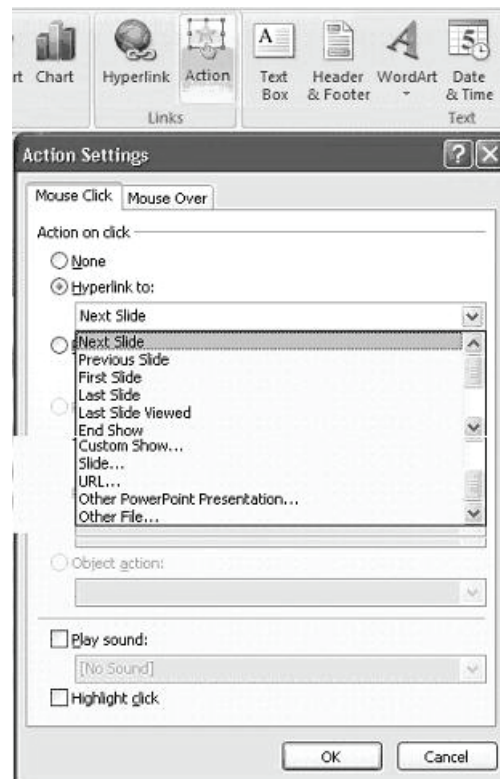 rt Chart Hyperlink Action Text Box Header & Footer WordArt Date & Time
Links Text
Action Settings
Mouse Click Mouse Over
Action on click
None
Hyperlink to:
Next Slide
Next Slide
Previous Slide
First Slide
Last Slide
Last Slide Viewed
End Show
Custom Show...
Slide...
URL...
Other PowerPoint Presentation...
Other File...
Object action:
Play sound:
[No Sound]
Highlight click
OK Cancel